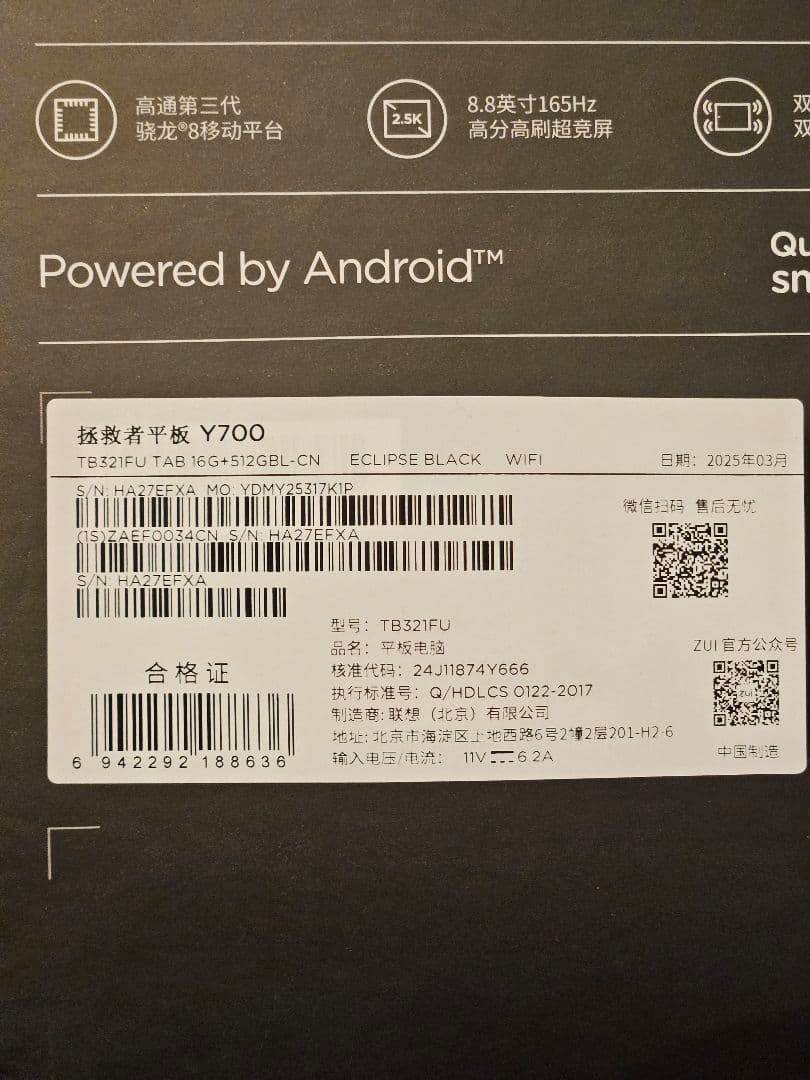 高通第三代
骁龙®8移动平台
2.5K
8.8英寸165Hz
高分高刷超竞屏
双
双
Powered by Android™
Qu
sn
拯救者平板 Y700
TB321FU TAB 16G+512GBL-CN ECLIPSE BLACK WIFI 日期：2025年03月
S/N: HA27EFXA MO: YDMY25317K1P
(1S)ZAEF0034CN S/N: HA27EFXA
S/N: HA27EFXA
微信扫码 售后无忧
型号：TB321FU
品名：平板电脑
核准代码：24J11874Y666
执行标准号：Q/HDLCS 0122-2017
制造商:联想（北京）有限公司
地址:北京市海淀区上地西路6号2幢2层201-H2-6
输入电压/电流： 11V⎓6.2A
合格证
6 942292 188636
ZUI 官方公众号
ZUI
中国制造